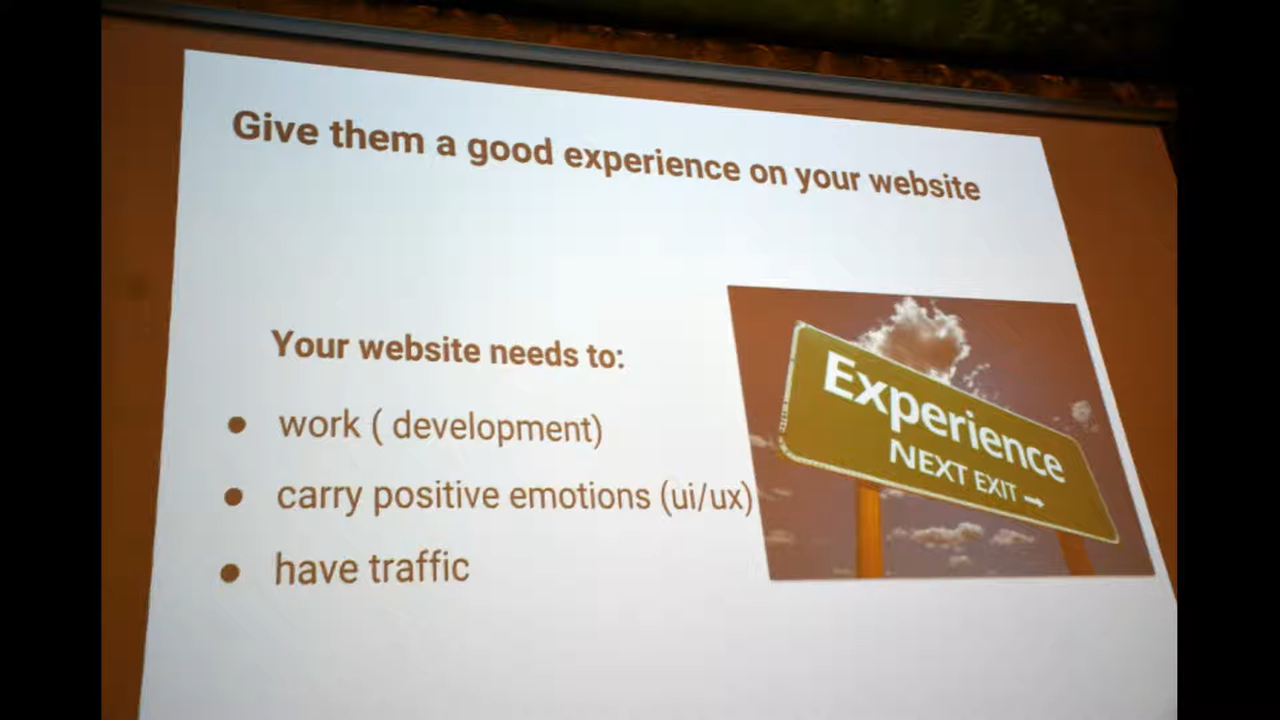 Give them a good experience on your website
Your website needs to:
● work ( development)
● carry positive emotions (ui/ux)
● have traffic
Experience
NEXT EXIT →